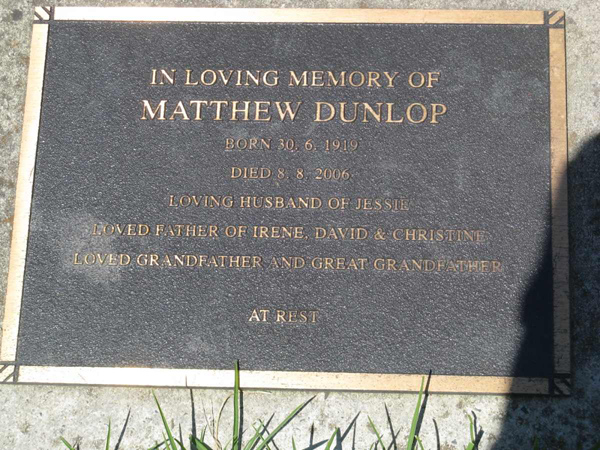 IN LOVING MEMORY OF
MATTHEW DUNLOP
BORN 30. 6. 1919
DIED 8. 8. 2006
LOVING HUSBAND OF JESSIE
LOVED FATHER OF IRENE, DAVID & CHRISTINE
LOVED GRANDFATHER AND GREAT GRANDFATHER
AT REST